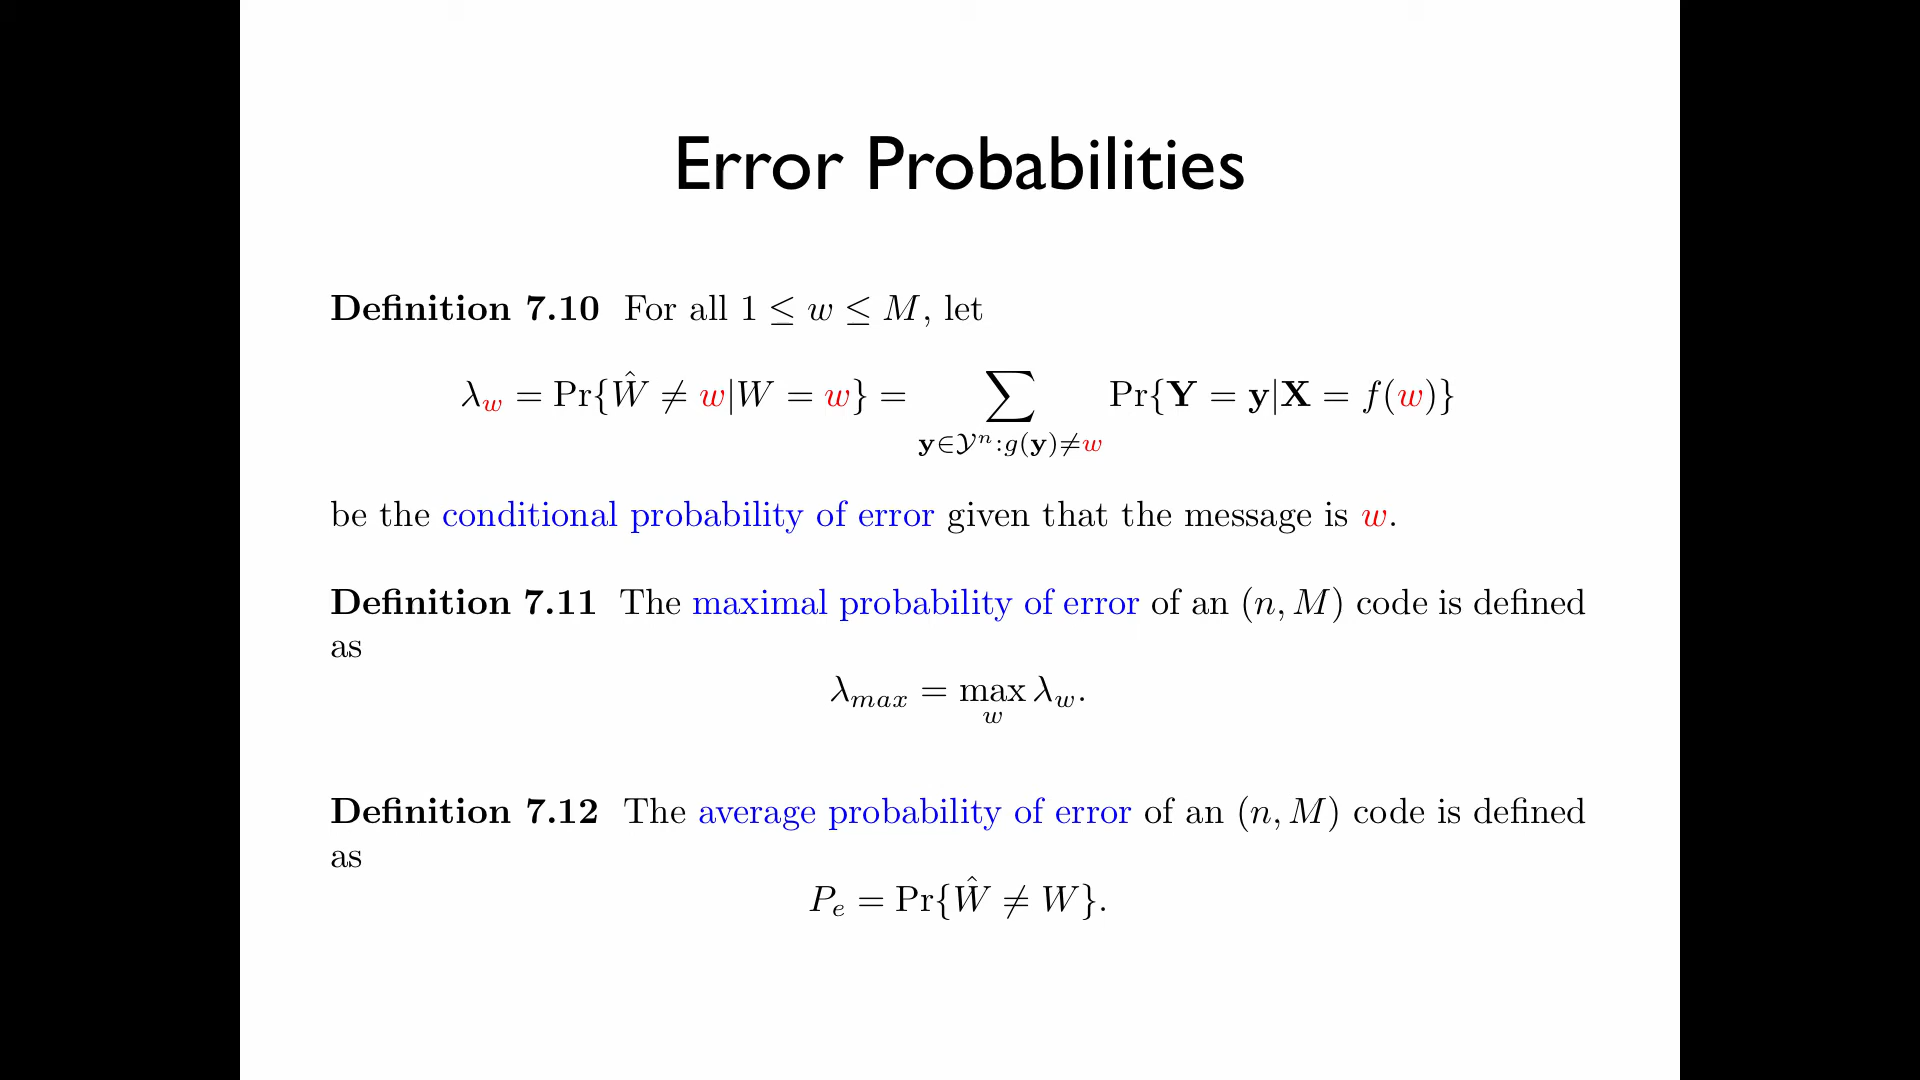 Error Probabilities
Definition 7.10 For all 1 ≤ w ≤ M, let
λ_w = Pr{Ŵ ≠ w|W = w} = ∑_{y∈𝒴^n:g(y)≠w} Pr{Y = y|X = f(w)}
be the conditional probability of error given that the message is w.
Definition 7.11 The maximal probability of error of an (n, M) code is defined
as
λ_{max} = max_w λ_w.
Definition 7.12 The average probability of error of an (n, M) code is defined
as
P_e = Pr{Ŵ ≠ W}.